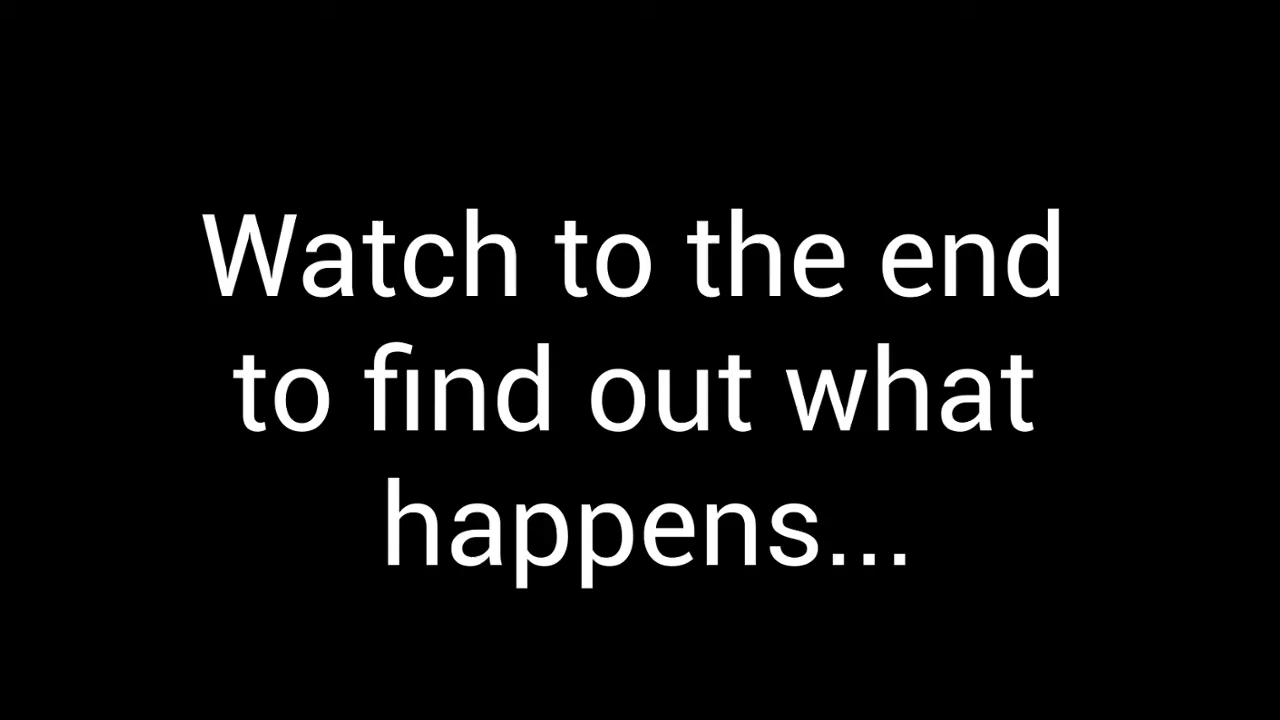 Watch to the end
to find out what
happens...